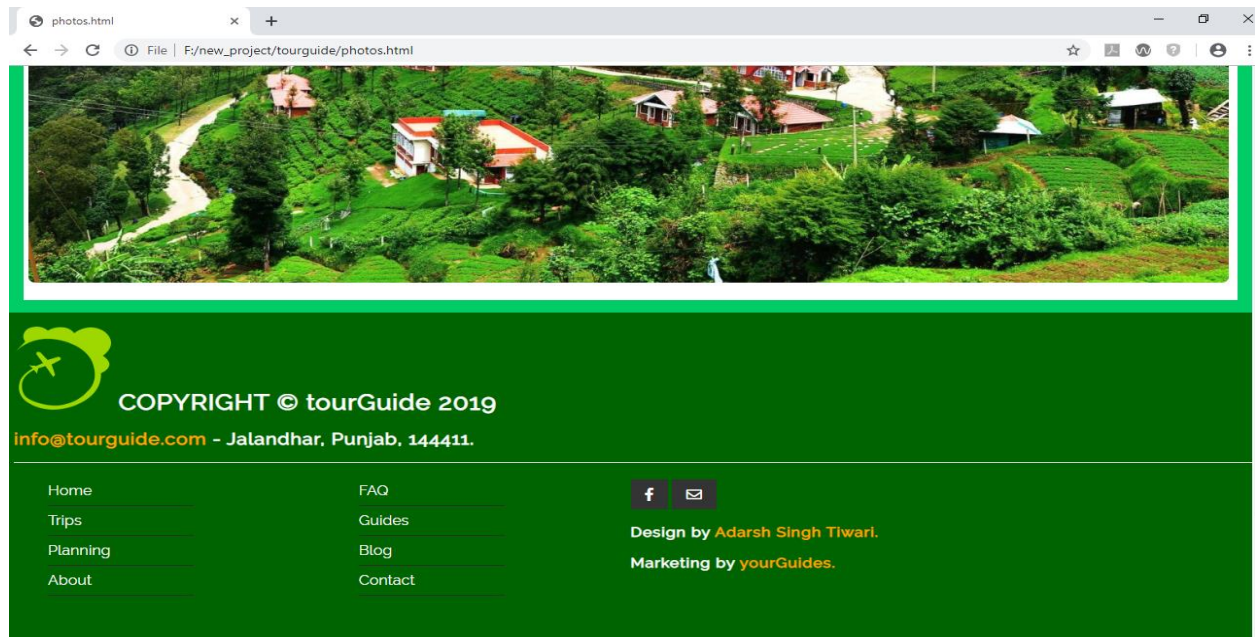 photos.html
File | F:/new_project/tourguide/photos.html
COPYRIGHT © tourGuide 2019
info@tourguide.com - Jalandhar, Punjab, 144411.
Home
Trips
Planning
About
FAQ
Guides
Blog
Contact
Design by Adarsh Singh Tiwari.
Marketing by yourGuides.